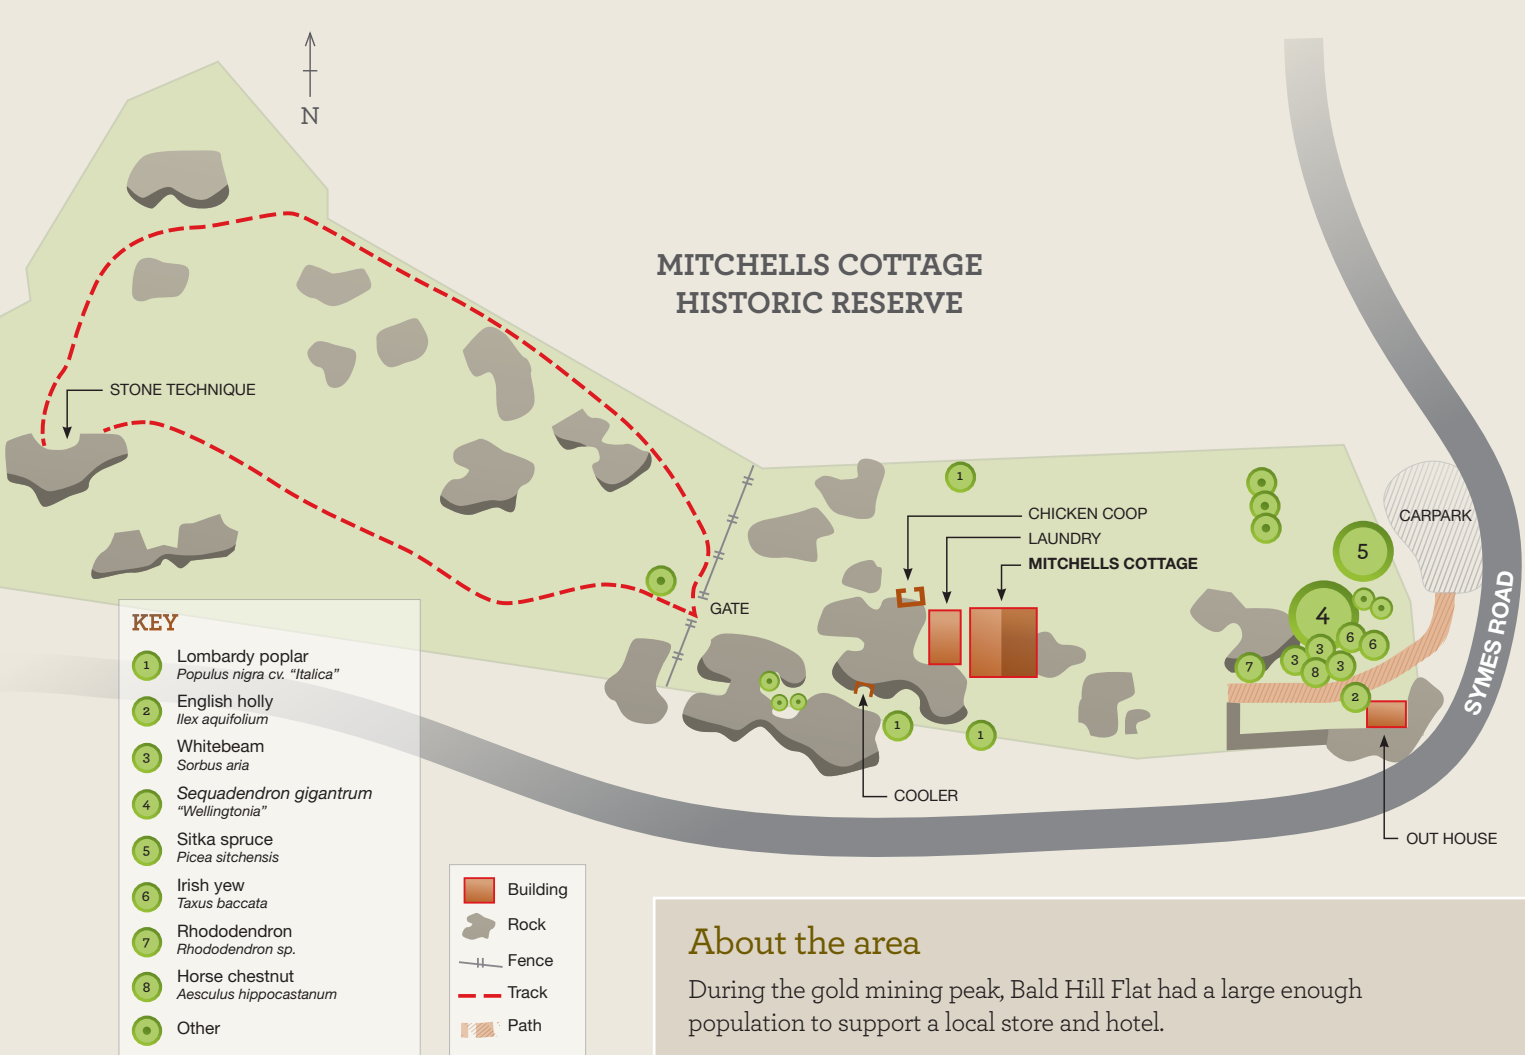 N
MITCHELLS COTTAGE
HISTORIC RESERVE
STONE TECHNIQUE
1
CHICKEN COOP
LAUNDRY
MITCHELLS COTTAGE
CARPARK
5
GATE
4
6
6
3
3
3
8
7
2
1
1
COOLER
OUT HOUSE
SYMES ROAD
KEY
1
Lombardy poplar
Populus nigra cv. “Italica”
2
English holly
Ilex aquifolium
3
Whitebeam
Sorbus aria
4
Sequadendron gigantrum
“Wellingtonia”
5
Sitka spruce
Picea sitchensis
6
Irish yew
Taxus baccata
7
Rhododendron
Rhododendron sp.
8
Horse chestnut
Aesculus hippocastanum
Other
Building
Rock
Fence
Track
Path
About the area
During the gold mining peak, Bald Hill Flat had a large enough
population to support a local store and hotel.